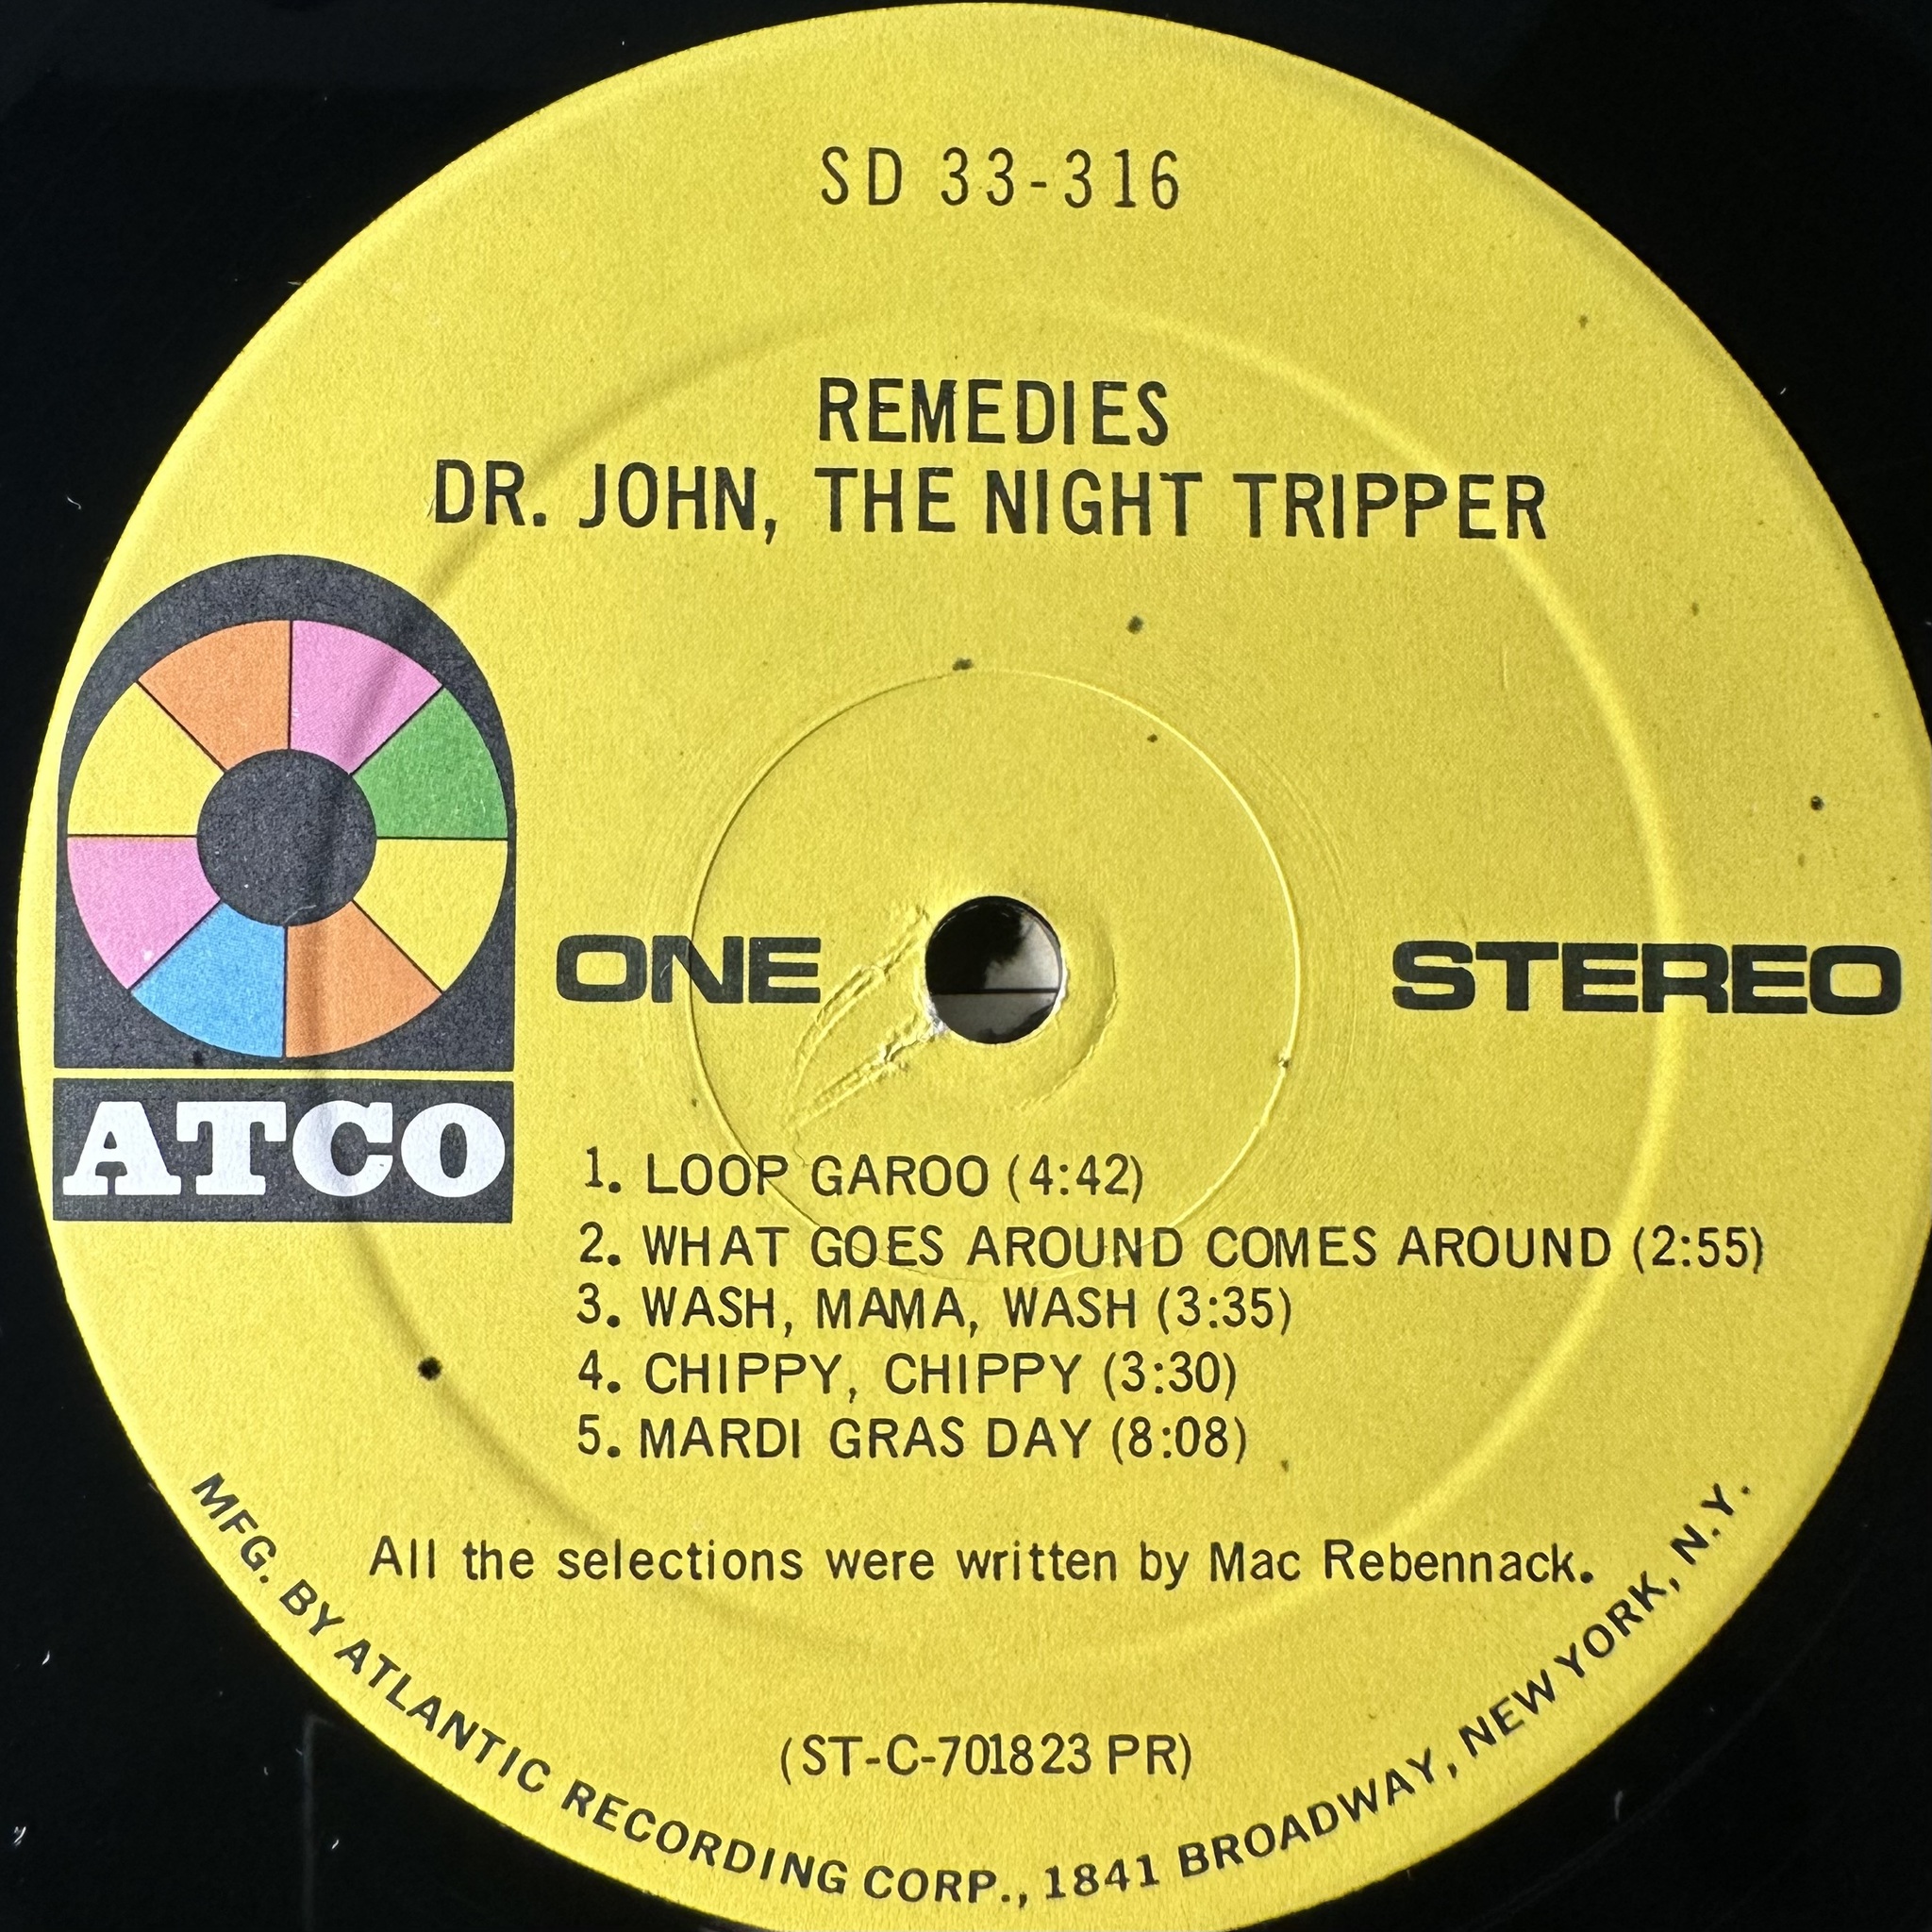 SD 33-316
REMEDIES
DR. JOHN, THE NIGHT TRIPPER
ATCO
ONE
STEREO
1. LOOP GAROO (4:42)
2. WHAT GOES AROUND COMES AROUND (2:55)
3. WASH, MAMA, WASH (3:35)
4. CHIPPY, CHIPPY (3:30)
5. MARDI GRAS DAY (8:08)
All the selections were written by Mac Rebennack.
(ST-C-701823 PR)
MFG. BY ATLANTIC RECORDING CORP., 1841 BROADWAY, NEW YORK, N.Y.